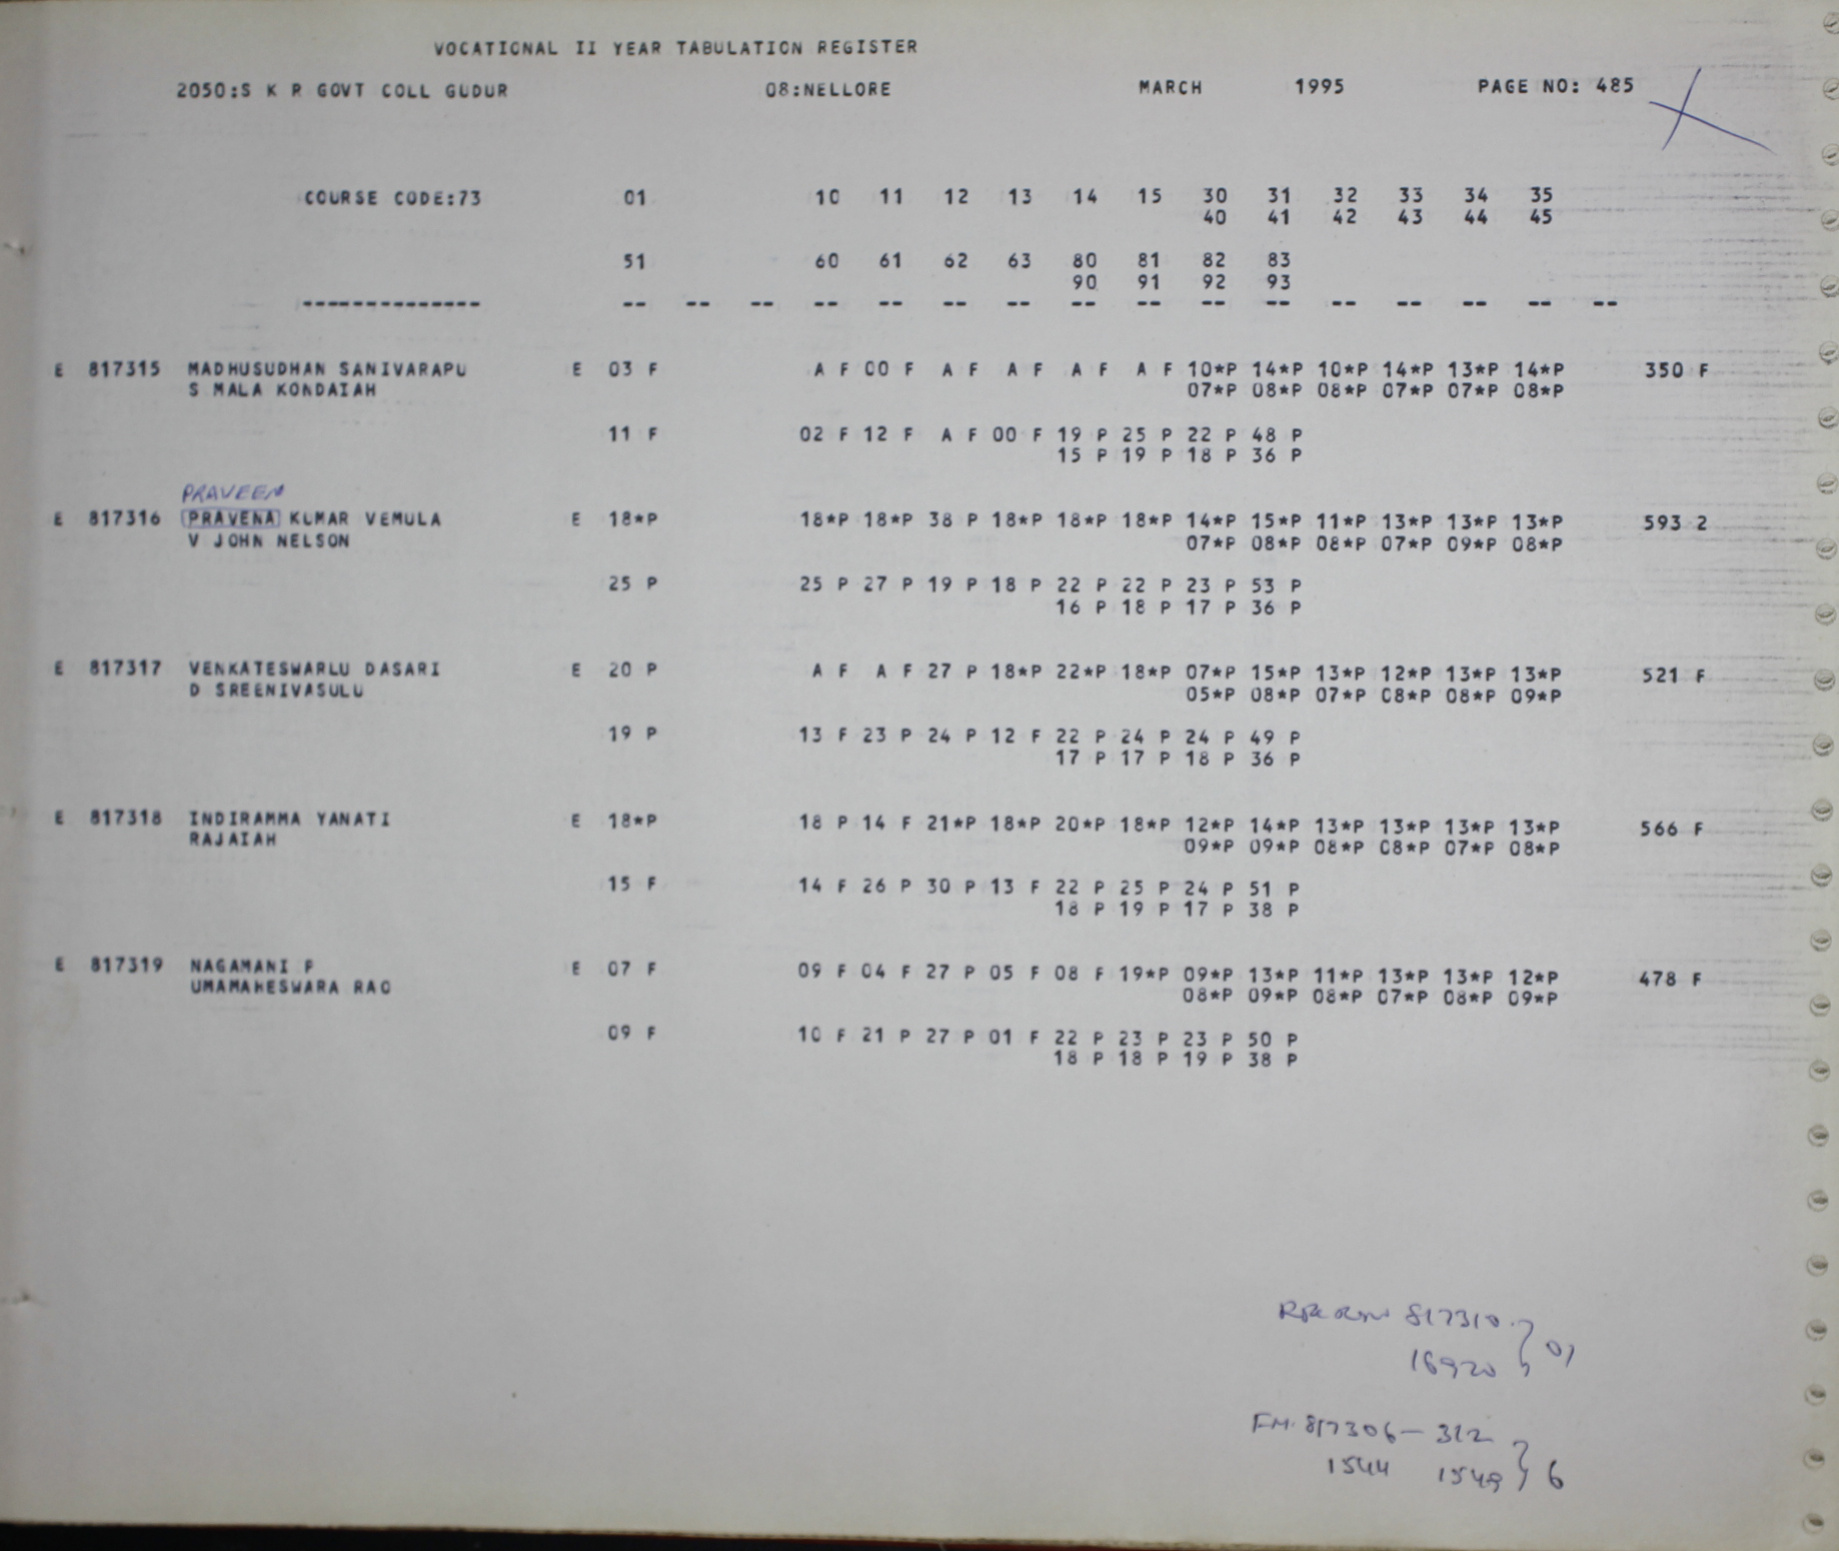 VOCATIONAL II YEAR TABULATION REGISTER
2050:S K R GOVT COLL GUDUR 08:NELLORE MARCH 1995 PAGE NO: 485
COURSE CODE:73 01 10 11 12 13 14 15 30 31 32 33 34 35
40 41 42 43 44 45
51 60 61 62 63 80 81 82 83
90 91 92 93
-------------- -- -- -- -- -- -- -- -- -- -- -- -- -- -- -- --
E 817315 MADHUSUDHAN SANIVARAPU E 03 F A F 00 F A F A F A F A F 10*P 14*P 10*P 14*P 13*P 14*P 350 F
S MALA KONDAIAH 07*P 08*P 08*P 07*P 07*P 08*P
11 F 02 F 12 F A F 00 F 19 P 25 P 22 P 48 P
15 P 19 P 18 P 36 P
PRAVEEN
E 817316 PRAVENA KUMAR VEMULA E 18*P 18*P 18*P 38 P 18*P 18*P 18*P 14*P 15*P 11*P 13*P 13*P 13*P 593 2
V JOHN NELSON 07*P 08*P 08*P 07*P 09*P 08*P
25 P 25 P 27 P 19 P 18 P 22 P 22 P 23 P 53 P
16 P 18 P 17 P 36 P
E 817317 VENKATESWARLU DASARI E 20 P A F A F 27 P 18*P 22*P 18*P 07*P 15*P 13*P 12*P 13*P 13*P 521 F
D SREENIVASULU 05*P 08*P 07*P 08*P 08*P 09*P
19 P 13 F 23 P 24 P 12 F 22 P 24 P 24 P 49 P
17 P 17 P 18 P 36 P
E 817318 INDIRAMMA YANATI E 18*P 18 P 14 F 21*P 18*P 20*P 18*P 12*P 14*P 13*P 13*P 13*P 13*P 566 F
RAJAIAH 09*P 09*P 08*P 08*P 07*P 08*P
15 F 14 F 26 P 30 P 13 F 22 P 25 P 24 P 51 P
18 P 19 P 17 P 38 P
E 817319 NAGAMANI P E 07 F 09 F 04 F 27 P 05 F 08 F 19*P 09*P 13*P 11*P 13*P 13*P 12*P 478 F
UMAMAHESWARA RAO 08*P 09*P 08*P 07*P 08*P 09*P
09 F 10 F 21 P 27 P 01 F 22 P 23 P 23 P 50 P
18 P 18 P 19 P 38 P
817310
01
817306 - 312
1544 1549 } 6